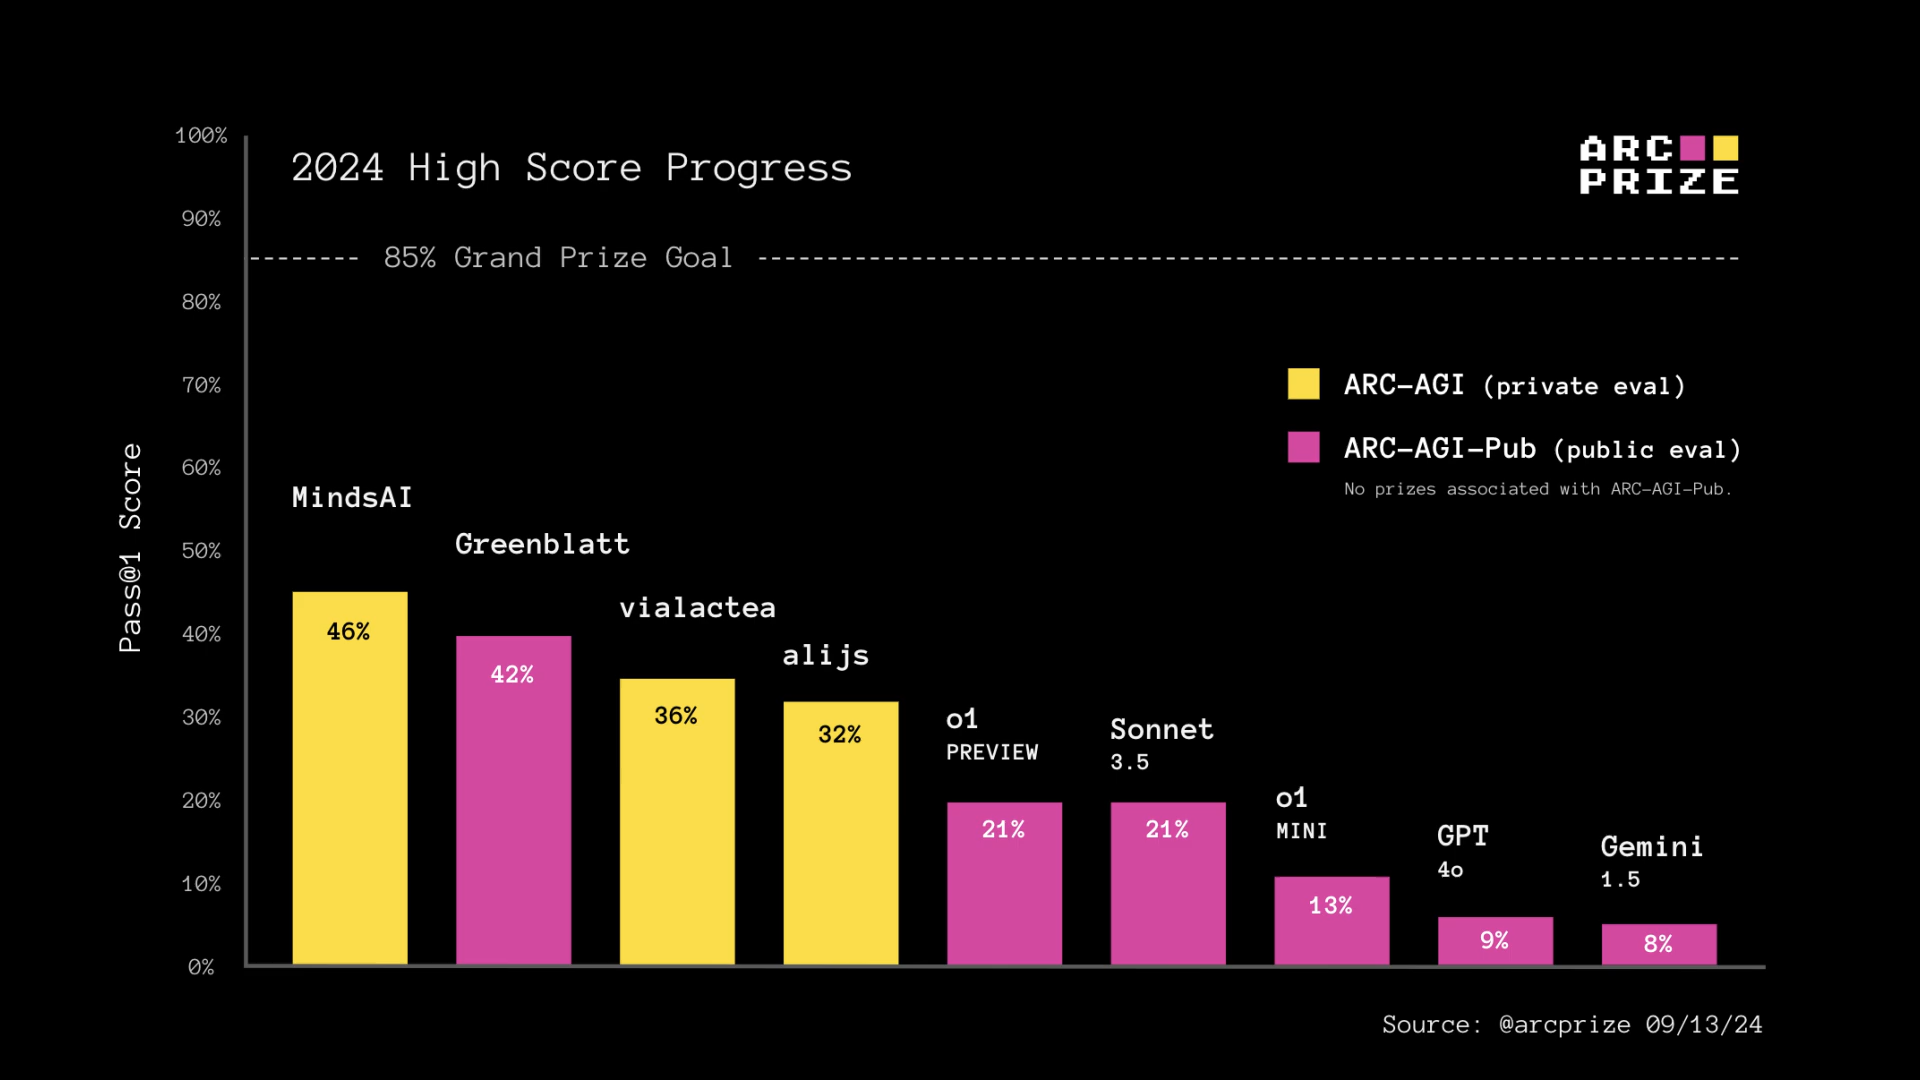 100%
2024 High Score Progress
ARC
PRIZE
90%
85% Grand Prize Goal
80%
70%
ARC-AGI (private eval)
ARC-AGI-Pub (public eval)
No prizes associated with ARC-AGI-Pub.
60%
50%
40%
30%
20%
10%
0%
Pass@1 Score
MindsAI
46%
Greenblatt
42%
vialactea
36%
alijs
32%
o1
PREVIEW
21%
Sonnet
3.5
21%
o1
MINI
13%
GPT
4o
9%
Gemini
1.5
8%
Source: @arcprize 09/13/24